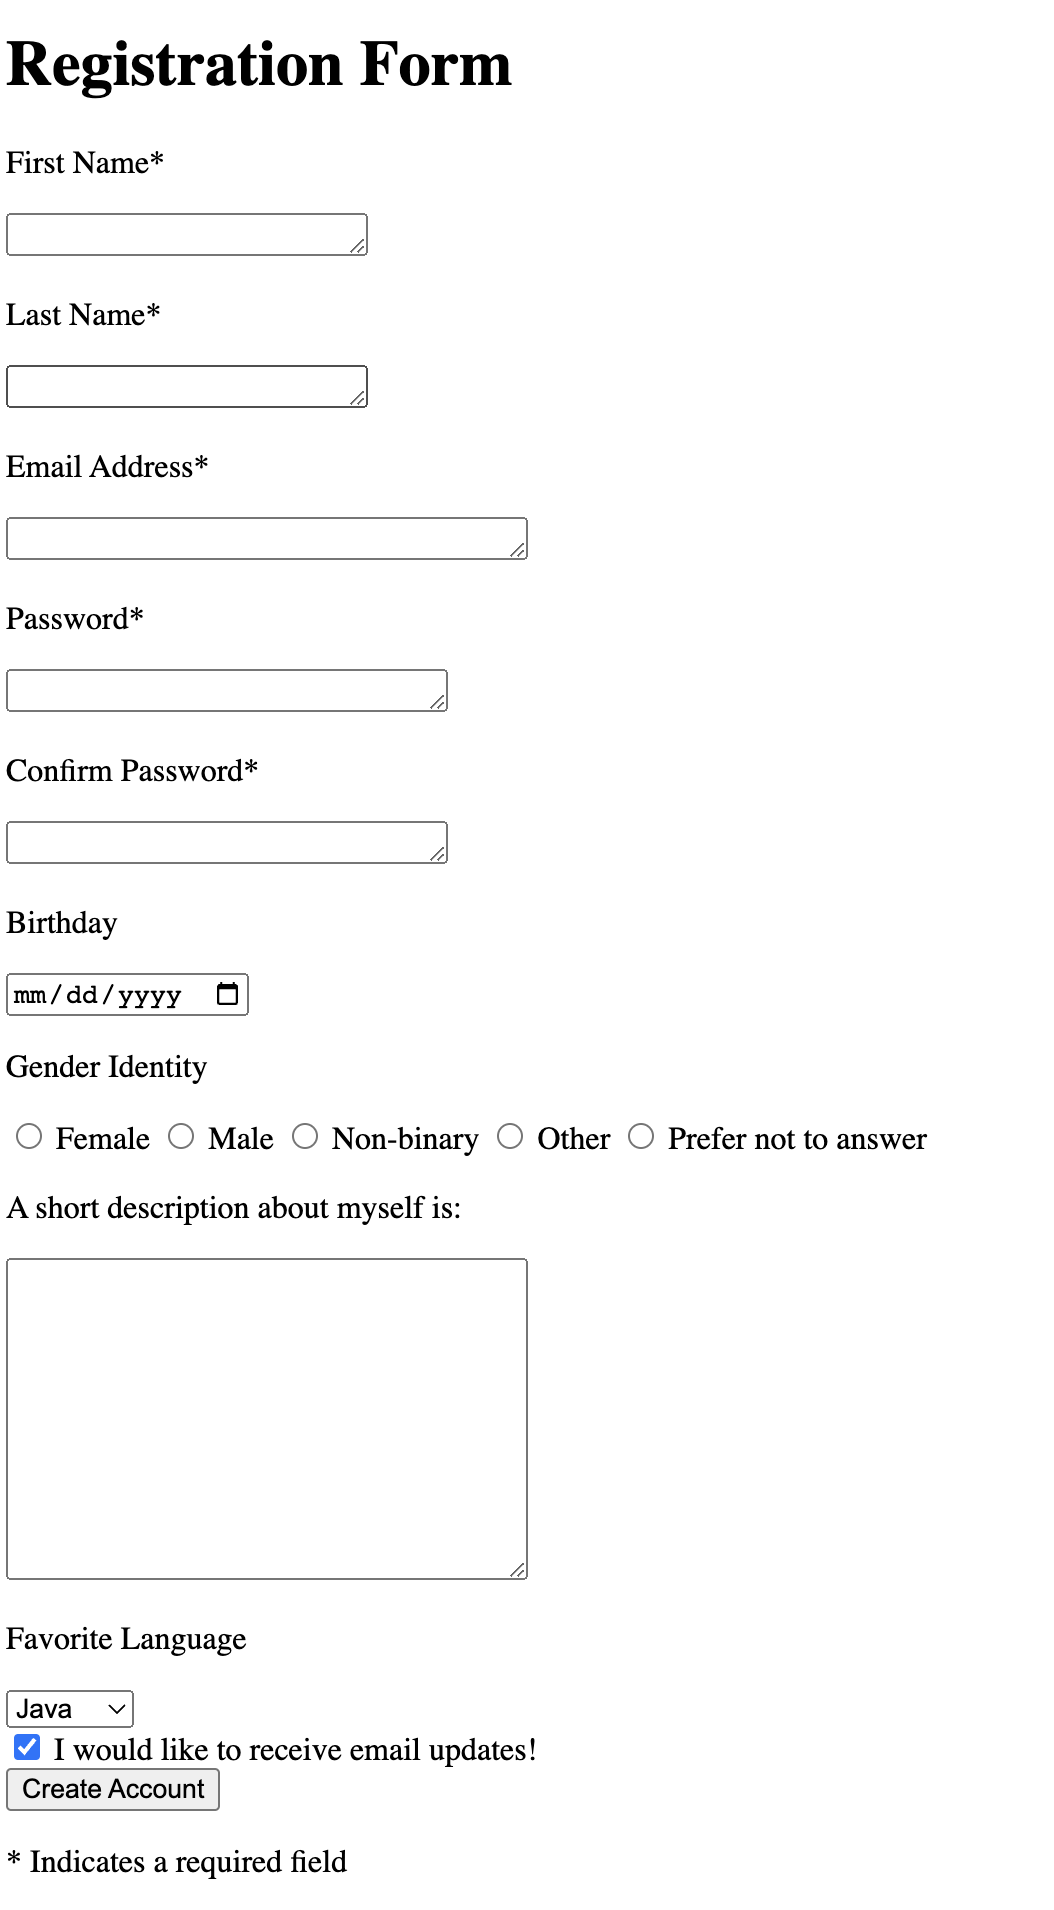 Registration Form
First Name*
Last Name*
Email Address*
Password*
Confirm Password*
Birthday
mm/dd/yyyy
Gender Identity
Female Male Non-binary Other Prefer not to answer
A short description about myself is:
Favorite Language
Java
I would like to receive email updates!
Create Account
* Indicates a required field